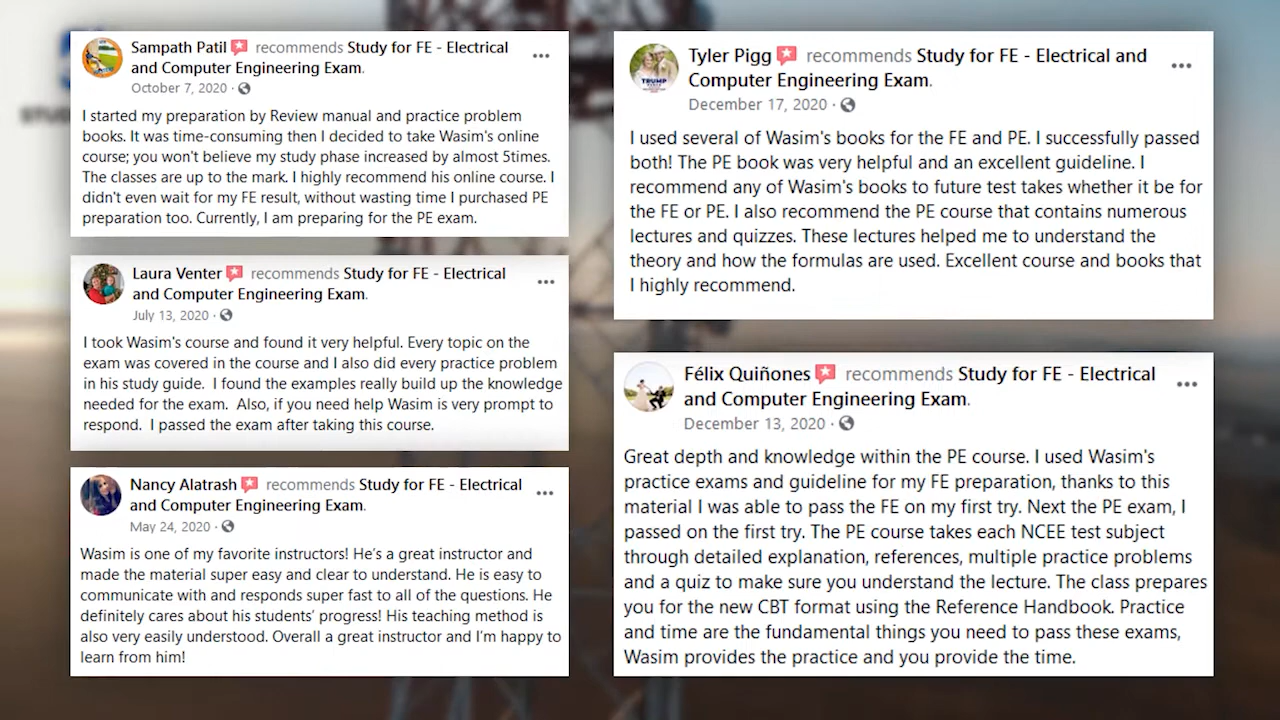 Sampath Patil recommends Study for FE - Electrical
and Computer Engineering Exam.
October 7, 2020 ·
I started my preparation by Review manual and practice problem
books. It was time-consuming then I decided to take Wasim's online
course; you won't believe my study phase increased by almost 5times.
The classes are up to the mark. I highly recommend his online course. I
didn't even wait for my FE result, without wasting time I purchased PE
preparation too. Currently, I am preparing for the PE exam.
Laura Venter recommends Study for FE - Electrical
and Computer Engineering Exam.
July 13, 2020 ·
I took Wasim's course and found it very helpful. Every topic on the
exam was covered in the course and I also did every practice problem
in his study guide. I found the examples really build up the knowledge
needed for the exam. Also, if you need help Wasim is very prompt to
respond. I passed the exam after taking this course.
Nancy Alatrash recommends Study for FE - Electrical
and Computer Engineering Exam.
May 24, 2020 ·
Wasim is one of my favorite instructors! He's a great instructor and
made the material super easy and clear to understand. He is easy to
communicate with and responds super fast to all of the questions. He
definitely cares about his students' progress! His teaching method is
also very easily understood. Overall a great instructor and I'm happy to
learn from him!
Tyler Pigg recommends Study for FE - Electrical and
Computer Engineering Exam.
December 17, 2020 ·
I used several of Wasim's books for the FE and PE. I successfully passed
both! The PE book was very helpful and an excellent guideline. I
recommend any of Wasim's books to future test takes whether it be for
the FE or PE. I also recommend the PE course that contains numerous
lectures and quizzes. These lectures helped me to understand the
theory and how the formulas are used. Excellent course and books that
I highly recommend.
TRUMP
Félix Quiñones recommends Study for FE - Electrical
and Computer Engineering Exam.
December 13, 2020 ·
Great depth and knowledge within the PE course. I used Wasim's
practice exams and guideline for my FE preparation, thanks to this
material I was able to pass the FE on my first try. Next the PE exam, I
passed on the first try. The PE course takes each NCEE test subject
through detailed explanation, references, multiple practice problems
and a quiz to make sure you understand the lecture. The class prepares
you for the new CBT format using the Reference Handbook. Practice
and time are the fundamental things you need to pass these exams,
Wasim provides the practice and you provide the time.